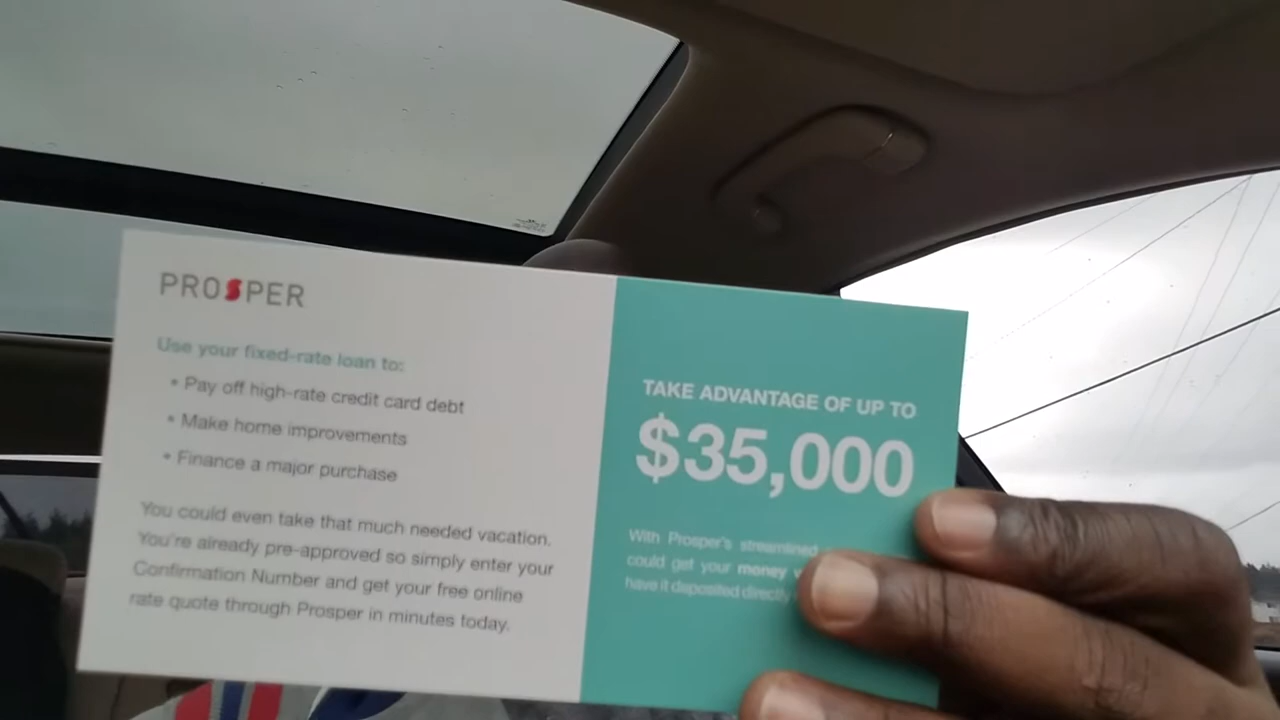 PROSPER
Use your fixed-rate loan to:
• Pay off high-rate credit card debt
• Make home improvements
• Finance a major purchase
You could even take that much needed vacation.
You're already pre-approved so simply enter your
Confirmation Number and get your free online
rate quote through Prosper in minutes today.
TAKE ADVANTAGE OF UP TO
$35,000
With Prosper's streamlined
could get your money
have it deposited directly